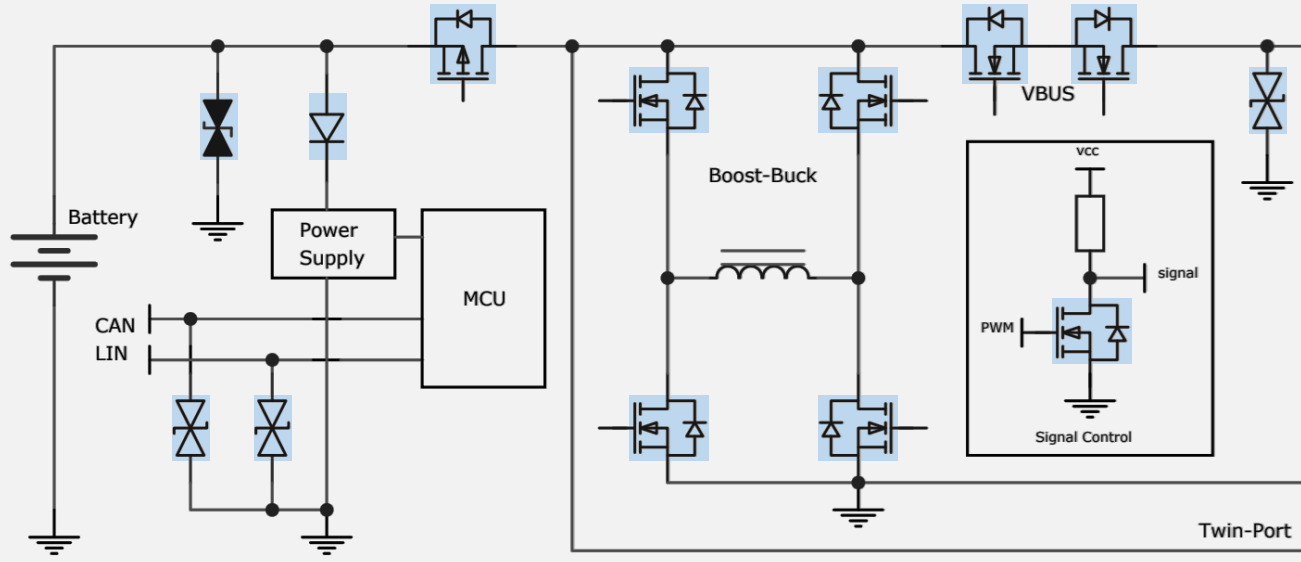 VBUS
vcc
Boost-Buck
Battery
Power
Supply
MCU
signal
CAN
LIN
PWM
Signal Control
Twin-Port